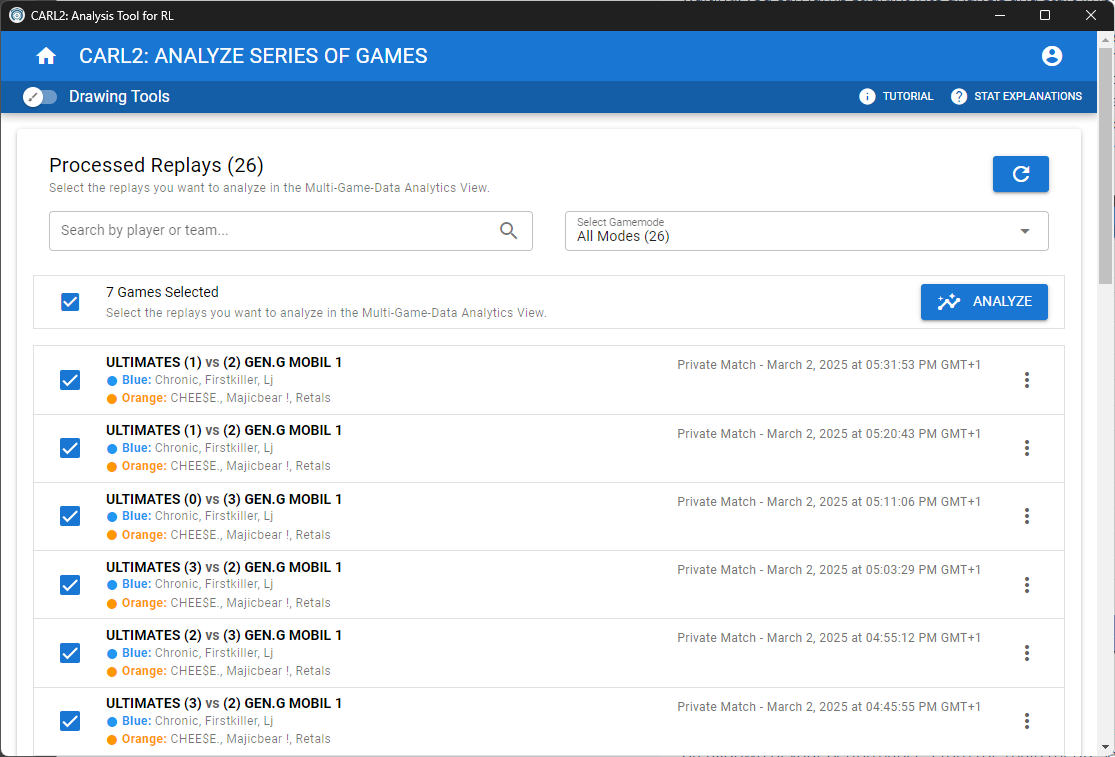 CARL2: Analysis Tool for RL
CARL2: ANALYZE SERIES OF GAMES
Drawing Tools
TUTORIAL
STAT EXPLANATIONS
Processed Replays (26)
Select the replays you want to analyze in the Multi-Game-Data Analytics View.
Search by player or team...
Select Gamemode
All Modes (26)
7 Games Selected
Select the replays you want to analyze in the Multi-Game-Data Analytics View.
ANALYZE
ULTIMATES (1) vs (2) GEN.G MOBIL 1
Private Match - March 2, 2025 at 05:31:53 PM GMT+1
Blue: Chronic, Firstkiller, Lj
Orange: CHEE$E., Majicbear !, Retals
ULTIMATES (1) vs (2) GEN.G MOBIL 1
Private Match - March 2, 2025 at 05:20:43 PM GMT+1
Blue: Chronic, Firstkiller, Lj
Orange: CHEE$E., Majicbear !, Retals
ULTIMATES (0) vs (3) GEN.G MOBIL 1
Private Match - March 2, 2025 at 05:11:06 PM GMT+1
Blue: Chronic, Firstkiller, Lj
Orange: CHEE$E., Majicbear !, Retals
ULTIMATES (3) vs (2) GEN.G MOBIL 1
Private Match - March 2, 2025 at 05:03:29 PM GMT+1
Blue: Chronic, Firstkiller, Lj
Orange: CHEE$E., Majicbear !, Retals
ULTIMATES (2) vs (3) GEN.G MOBIL 1
Private Match - March 2, 2025 at 04:55:12 PM GMT+1
Blue: Chronic, Firstkiller, Lj
Orange: CHEE$E., Majicbear !, Retals
ULTIMATES (3) vs (2) GEN.G MOBIL 1
Private Match - March 2, 2025 at 04:45:55 PM GMT+1
Blue: Chronic, Firstkiller, Lj
Orange: CHEE$E., Majicbear !, Retals